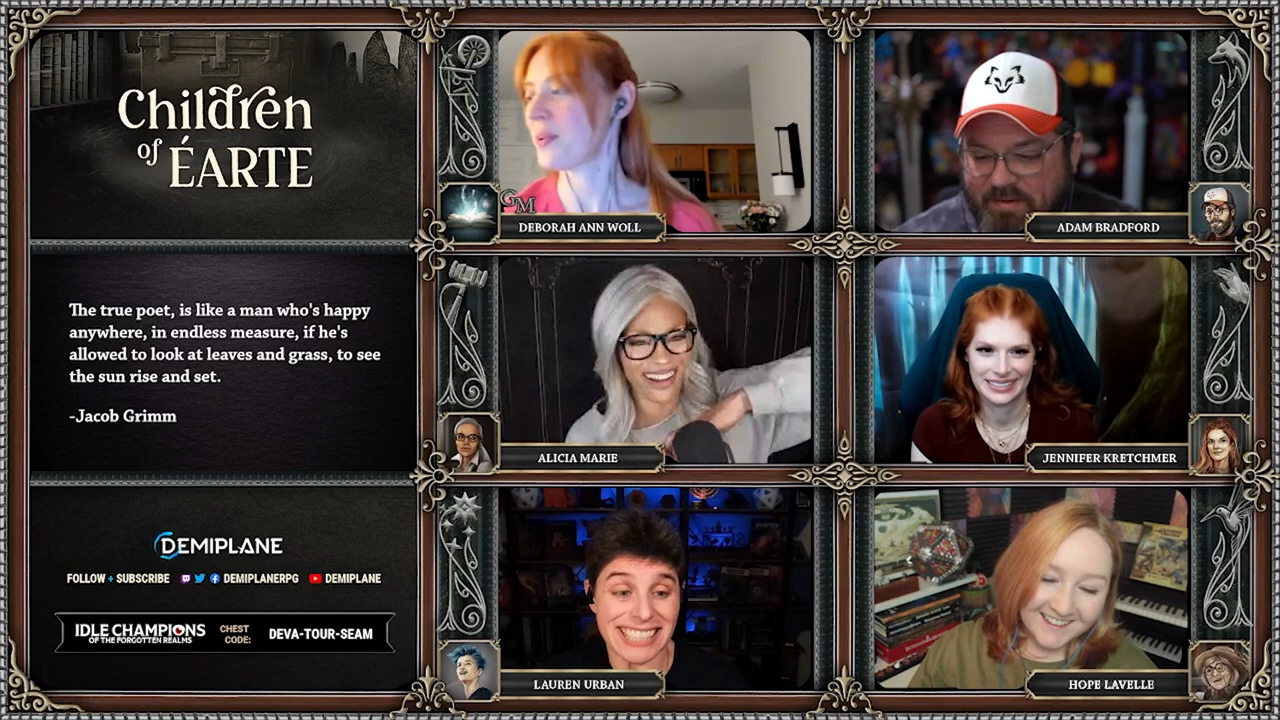 Children
of ÉARTE
The true poet, is like a man who's happy
anywhere, in endless measure, if he's
allowed to look at leaves and grass, to see
the sun rise and set.
-Jacob Grimm
DEMIPLANE
FOLLOW + SUBSCRIBE DEMIPLANERPG DEMIPLANE
IDLE CHAMPIONS
OF THE FORGOTTEN REALMS
CHEST
CODE:
DEVA-TOUR-SEAM
GM
DEBORAH ANN WOLL
ADAM BRADFORD
ALICIA MARIE
JENNIFER KRETCHMER
LAUREN URBAN
HOPE LAVELLE